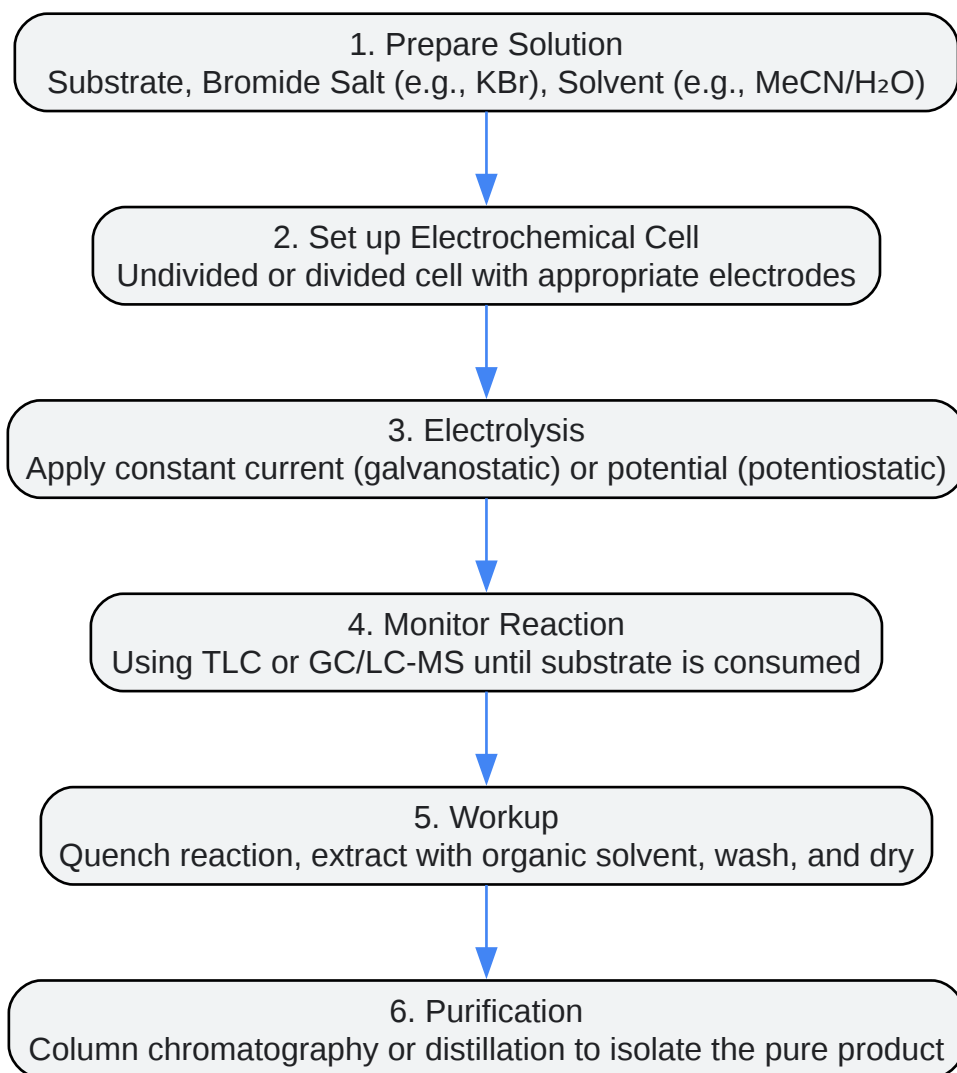 1. Prepare Solution
Substrate, Bromide Salt (e.g., KBr), Solvent (e.g., MeCN/H₂O)
2. Set up Electrochemical Cell
Undivided or divided cell with appropriate electrodes
3. Electrolysis
Apply constant current (galvanostatic) or potential (potentiostatic)
4. Monitor Reaction
Using TLC or GC/LC-MS until substrate is consumed
5. Workup
Quench reaction, extract with organic solvent, wash, and dry
6. Purification
Column chromatography or distillation to isolate the pure product